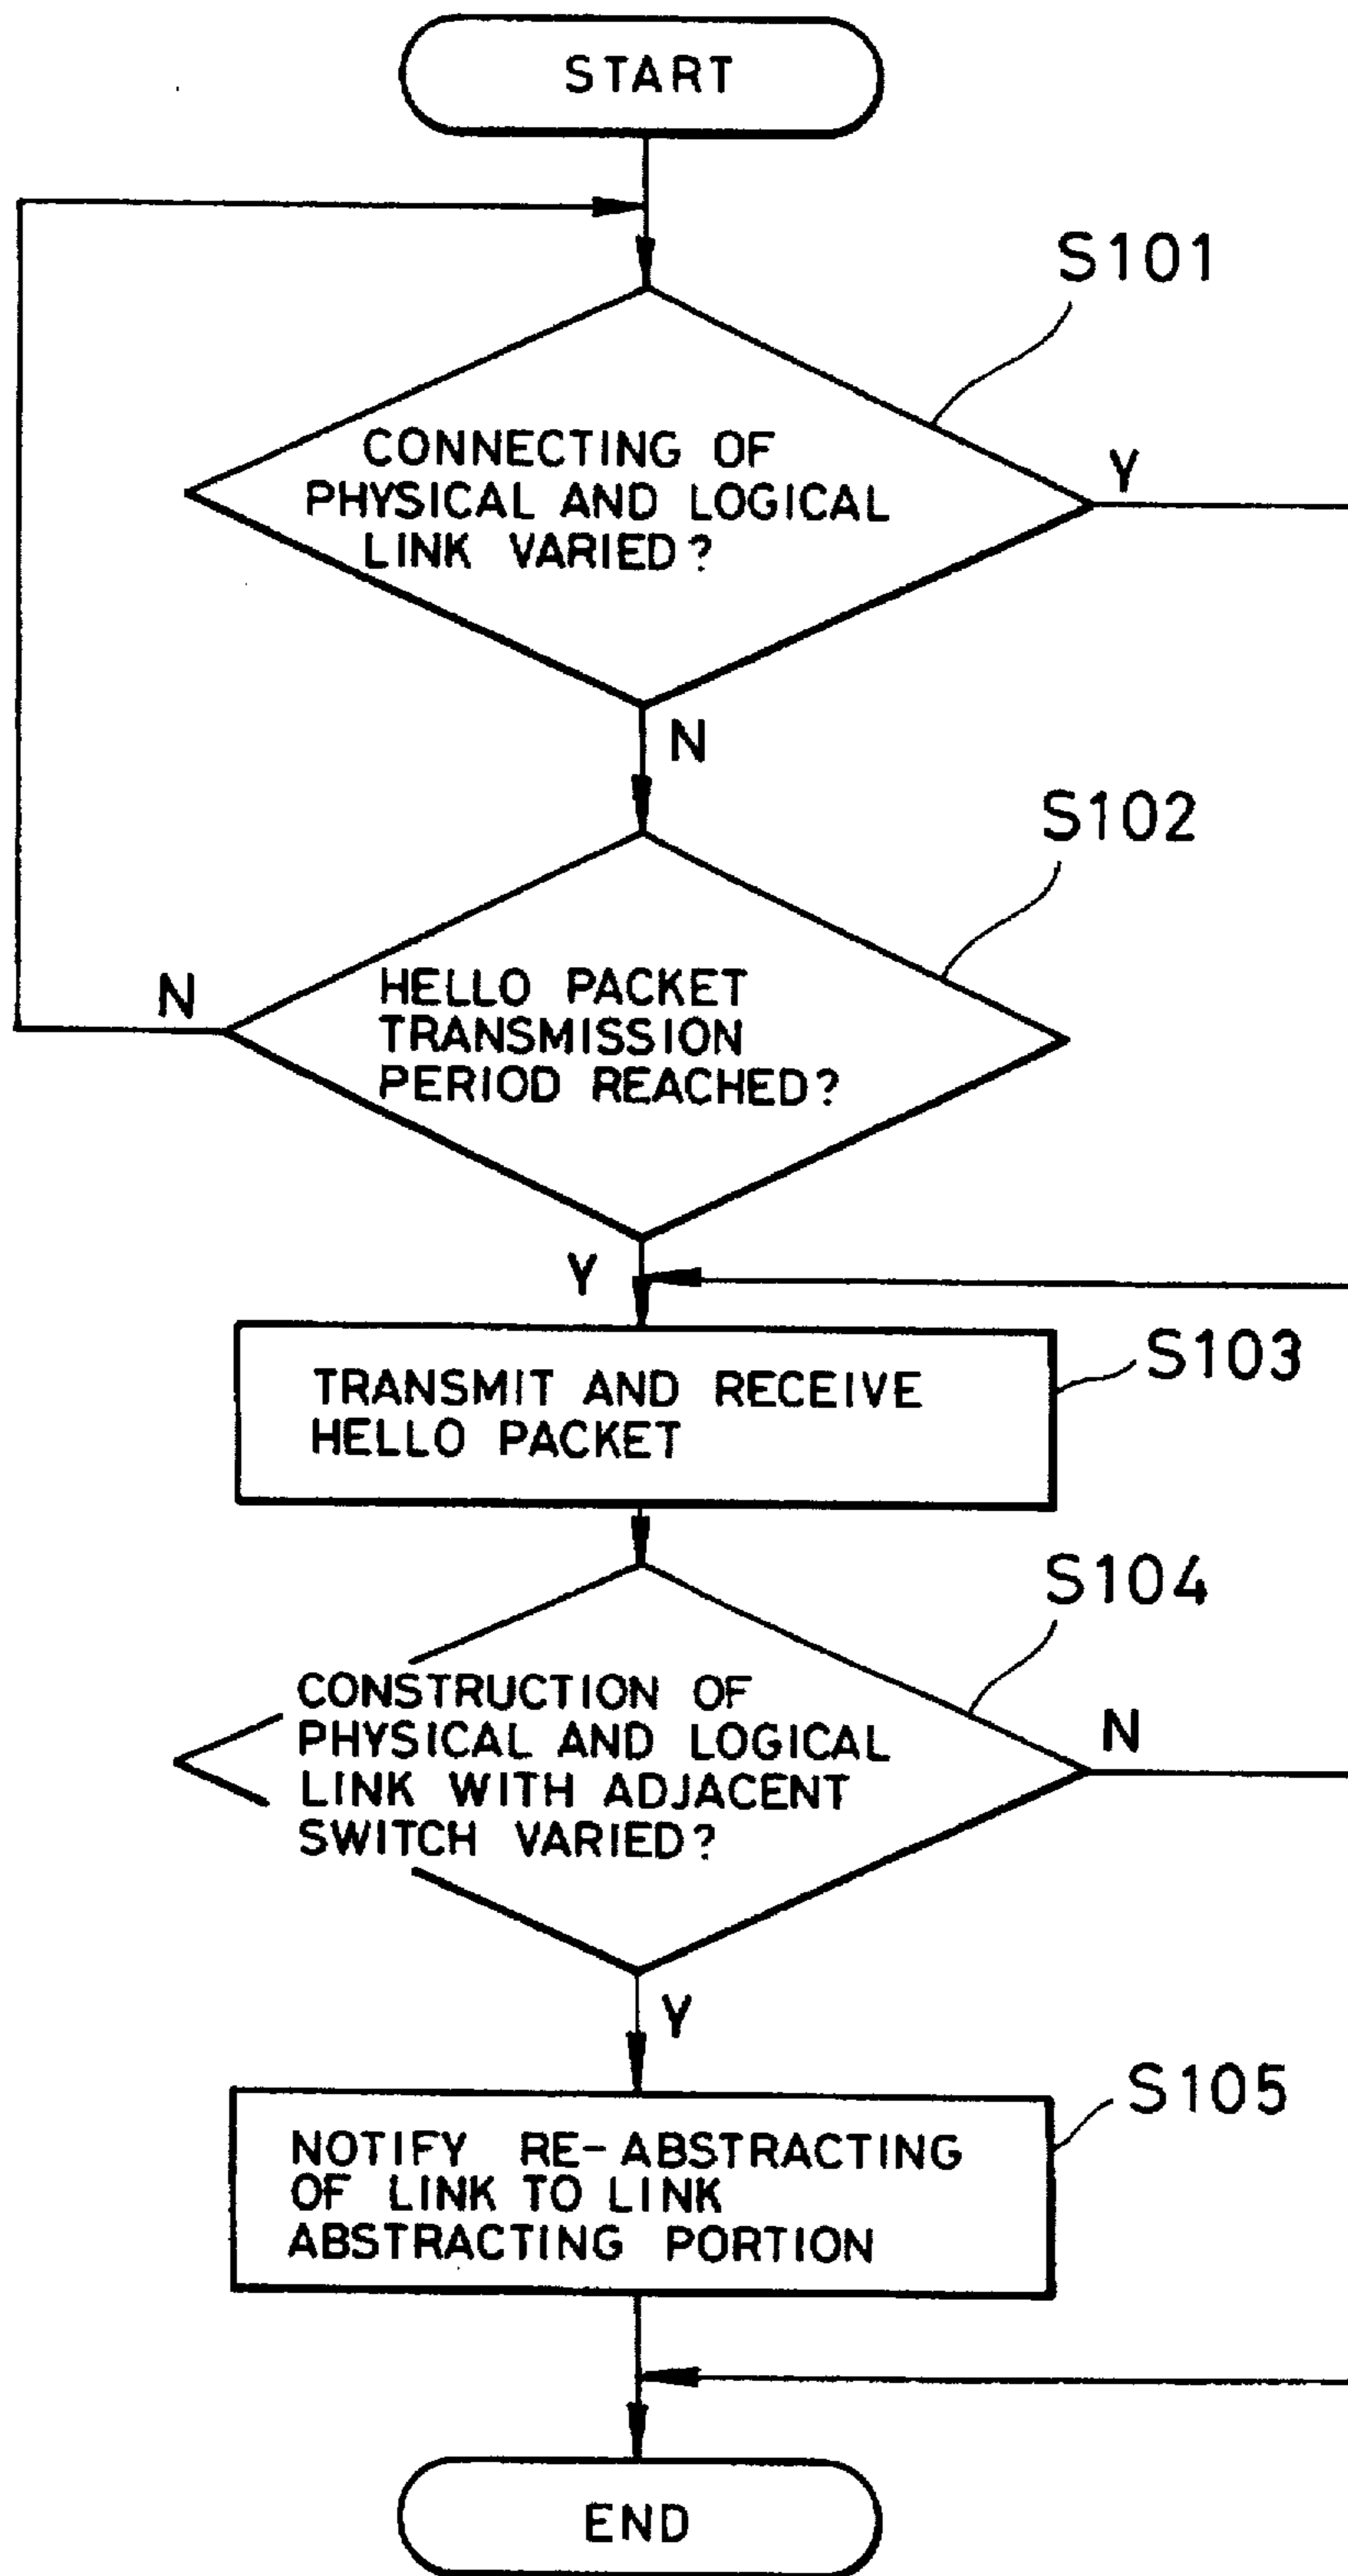 START
S101
CONNECTING OF
PHYSICAL AND LOGICAL
LINK VARIED?
Y
N
S102
HELLO PACKET
TRANSMISSION
PERIOD REACHED?
N
Y
S103
TRANSMIT AND RECEIVE
HELLO PACKET
S104
CONSTRUCTION OF
PHYSICAL AND LOGICAL
LINK WITH ADJACENT
SWITCH VARIED?
N
Y
S105
NOTIFY RE-ABSTRACTING
OF LINK TO LINK
ABSTRACTING PORTION
END